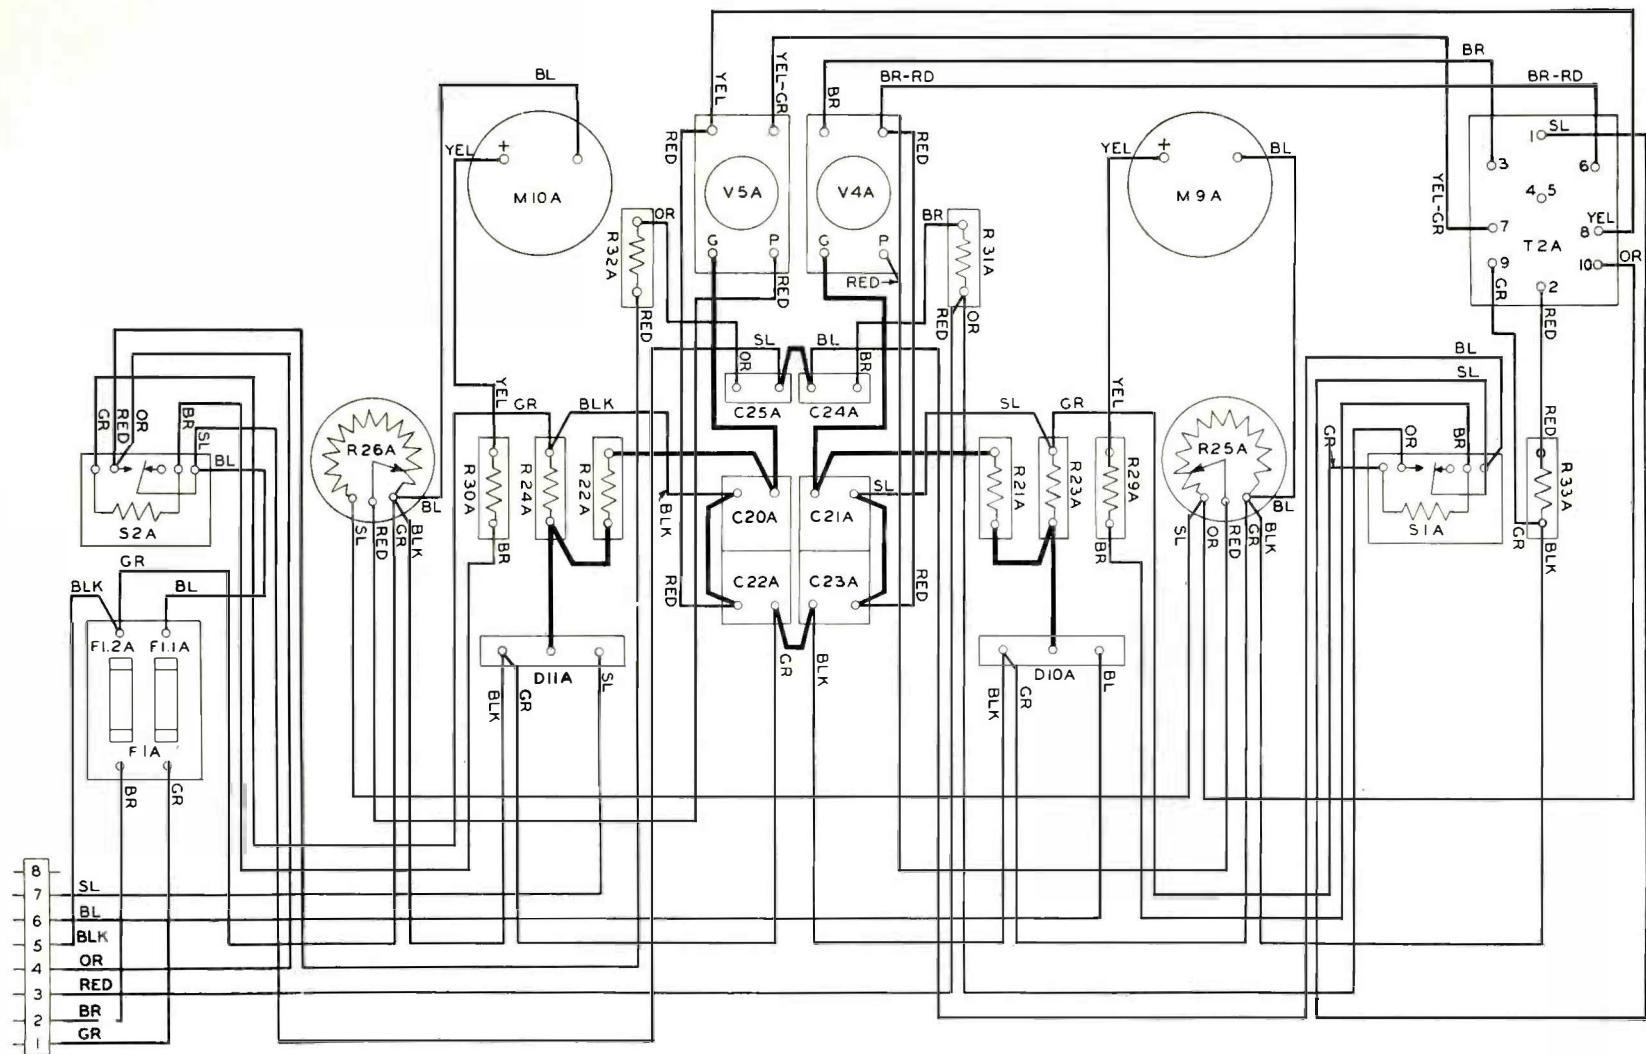 BL
YEL
+
M10A
YEL
YEL-GR
BR
BR-RD
BR
BR-RD
RED
V5A
V4A
RED
G
P
G
P
RED
RED
OR
R32A
RED
BR
R31A
RED
OR
YEL
+
BL
M9A
1
SL
3
6
4
5
YEL
7
8
T2A
9
10
OR
2
YEL-GR
GR
RED
SL
BL
OR
BR
C25A
C24A
GR
RED
OR
BR
SL
BL
S2A
R26A
BL
SL
RED
GR
BLK
YEL
GR
BLK
R30A
R24A
R22A
BR
BLK
RED
C20A
C21A
C22A
C23A
SL
RED
GR
BLK
SL
GR
YEL
R21A
R23A
R29A
BR
R25A
BL
SL
OR
RED
GR
BLK
BL
SL
GR
OR
BR
S1A
RED
R33A
GR
BLK
GR
BLK
BL
F1.2A
F1.1A
F1A
BR
GR
D11A
BLK
GR
SL
D10A
BLK
GR
BL
8
7 SL
6 BL
5 BLK
4 OR
3 RED
2 BR
1 GR